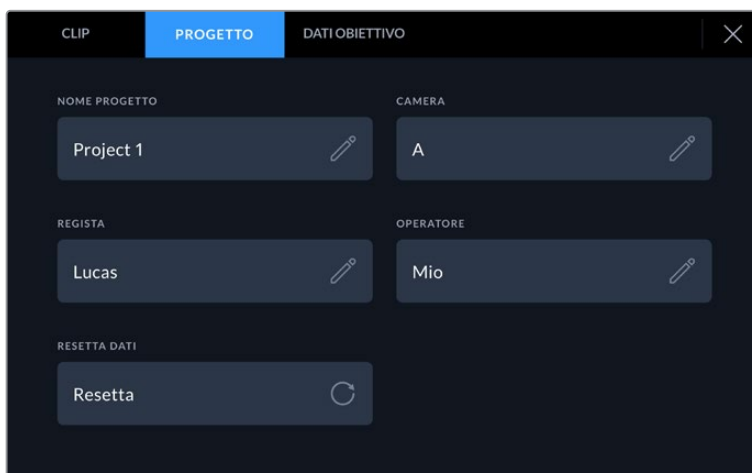 CLIP PROGETTO DATI OBIETTIVO
NOME PROGETTO CAMERA
Project 1 A
REGISTA OPERATORE
Lucas Mio
RESETTA DATI
Resetta